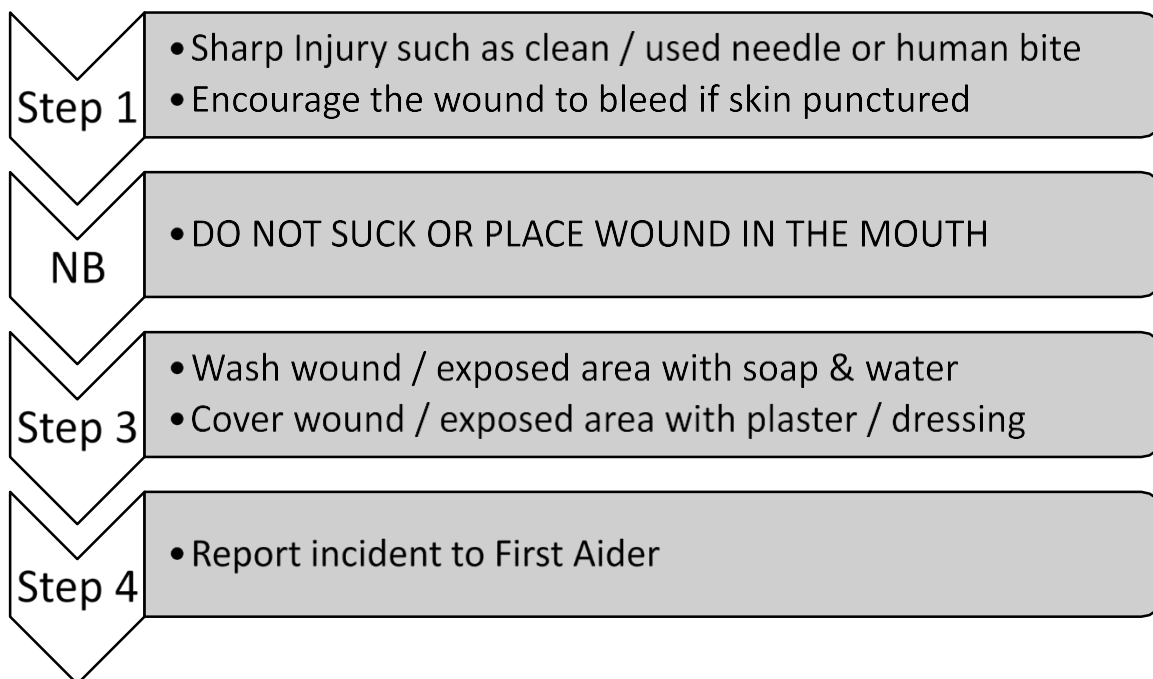 • Sharp Injury such as clean / used needle or human bite
Step 1
• Encourage the wound to bleed if skin punctured
NB
• DO NOT SUCK OR PLACE WOUND IN THE MOUTH
• Wash wound / exposed area with soap & water
Step 3
• Cover wound / exposed area with plaster / dressing
Step 4
• Report incident to First Aider